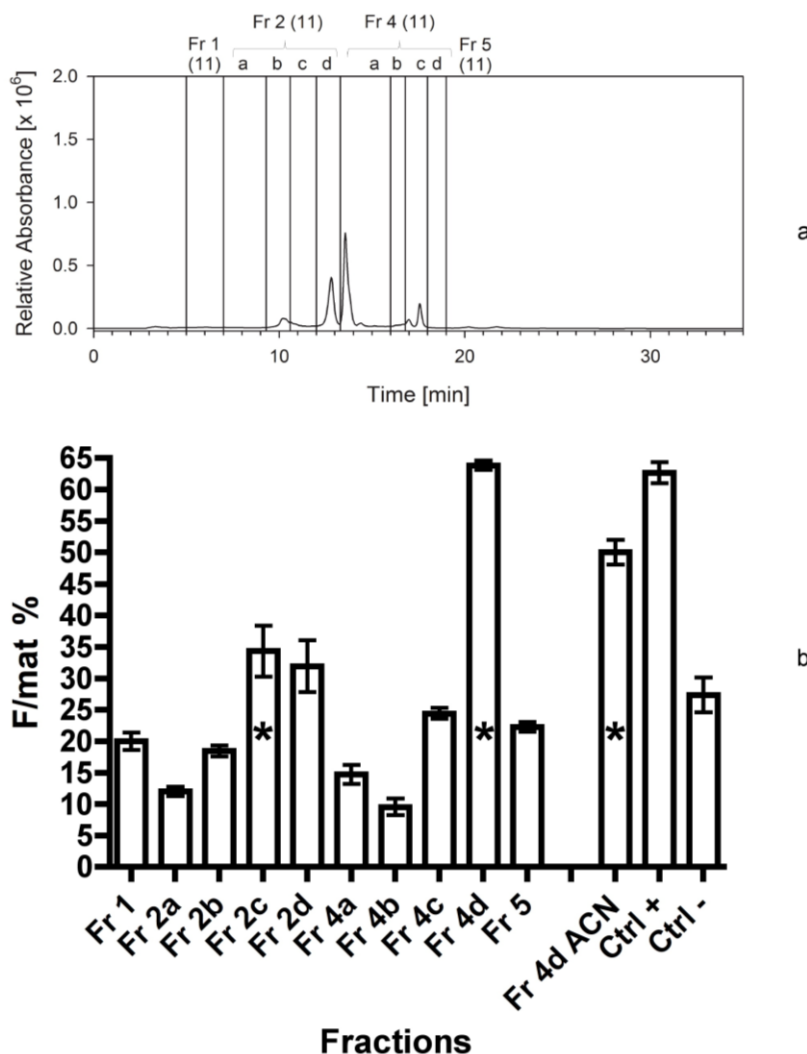 Fr 2 (11) Fr 4 (11)
Fr 1 Fr 5
(11) a b c d a b c d (11)
2.0
1.5
1.0
0.5
0.0
Relative Absorbance [x 10⁶]
0 10 20 30
Time [min]
a
65
60
55
50
45
40
35
30
25
20
15
10
5
0
F/mat %
* * *
b
Fr 1 Fr 2a Fr 2b Fr 2c Fr 2d Fr 4a Fr 4b Fr 4c Fr 4d Fr 5 Fr 4d ACN Ctrl + Ctrl -
Fractions